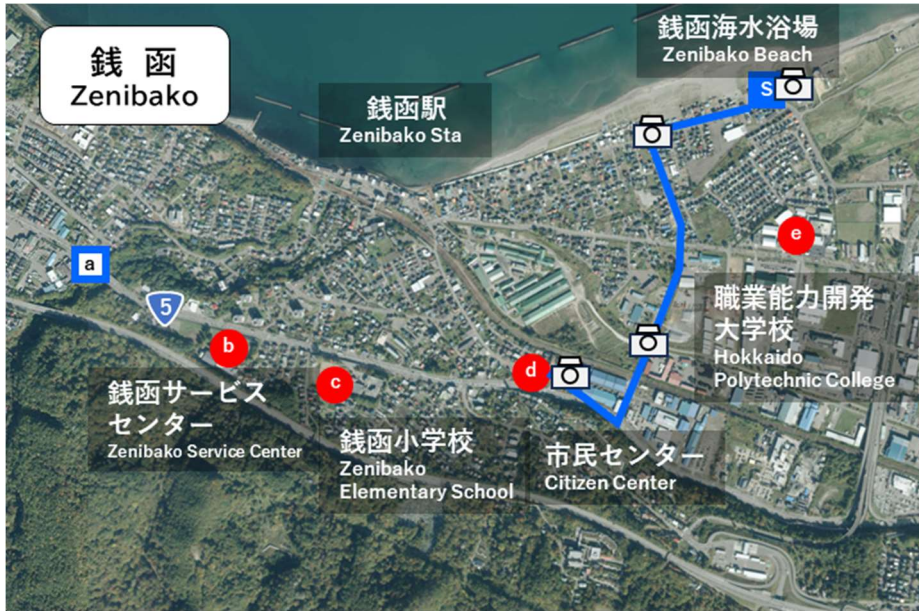 銭 函
Zenibako
銭函海水浴場
Zenibako Beach
S
銭函駅
Zenibako Sta
a
5
e
b
c
d
職業能力開発
大学校
Hokkaido
Polytechnic College
銭函サービス
センター
Zenibako Service Center
銭函小学校
Zenibako
Elementary School
市民センター
Citizen Center